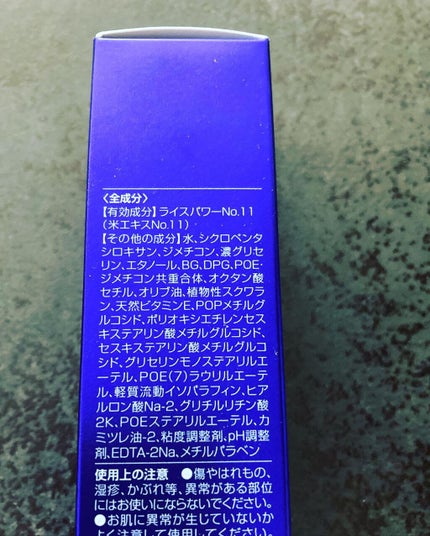 〈全成分〉
【有効成分】ライスパワーNo.11
(米エキスNo.11)
【その他の成分】水、シクロペンタ
シロキサン、ジメチコン、濃グリセ
リン、エタノール、BG、DPG、POE・
ジメチコン共重合体、オクタン酸
セチル、オリブ油、植物性スクワラ
ン、天然ビタミンE、POPメチルグ
ルコシド、ポリオキシエチレンセス
キステアリン酸メチルグルコシド、
セスキステアリン酸メチルグルコ
シド、グリセリンモノステアリルエ
ーテル、POE(7)ラウリルエーテ
ル、軽質流動イソパラフィン、ヒア
ルロン酸Na-2、グリチルリチン酸
2K、POEステアリルエーテル、カ
ミツレ油-2、粘度調整剤、pH調整
剤、EDTA-2Na、メチルパラベン
使用上の注意 ●傷やはれもの、
湿疹、かぶれ等、異常がある部位
にはお使いにならないでください。
●お肌に異常が生じていないか
よく注意して使用してください。